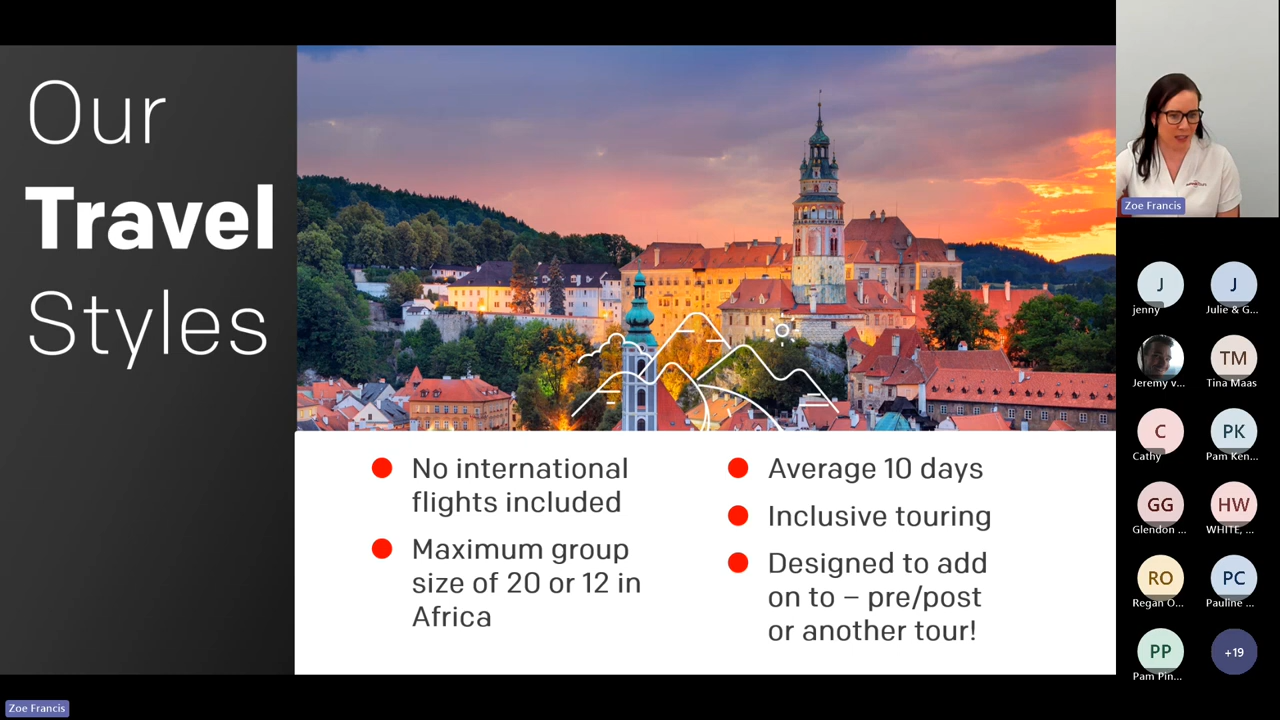 Our
Travel
Styles
No international
flights included
Maximum group
size of 20 or 12 in
Africa
Average 10 days
Inclusive touring
Designed to add
on to – pre/post
or another tour!
Zoe Francis
J
jenny
J
Julie & G...
Jeremy v...
TM
Tina Maas
C
Cathy
PK
Pam Ken...
GG
Glendon ...
HW
WHITE, ...
RO
Regan O...
PC
Pauline ...
PP
Pam Pin...
+19
Zoe Francis